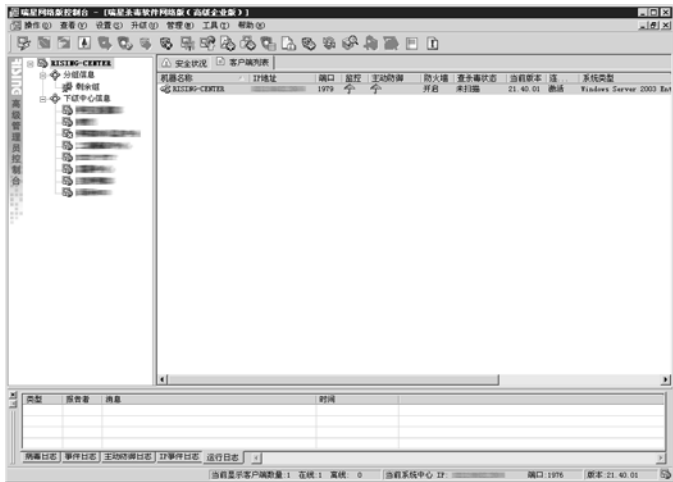 瑞星网络版控制台 - [瑞星杀毒软件网络版(高级企业版)]
操作(O) 查看(V) 设置(S) 升级(U) 管理(M) 工具(T) 帮助(H)
RISING-CENTER
分组信息
剩余组
下级中心信息
RISING
高级管理员控制台
安全状况 客户端列表
机器名称 IP地址 端口 监控 主动防御 防火墙 查杀毒状态 当前版本 连... 系统类型
RISING-CENTER 1979 开启 未扫描 21.40.01 激活 Windows Server 2003 Ent
类型 报告者 消息 时间
病毒日志 事件日志 主动防御日志 IP事件日志 运行日志
当前显示客户端数量:1 在线:1 离线: 0 当前系统中心 IP: 端口:1976 版本:21.40.01